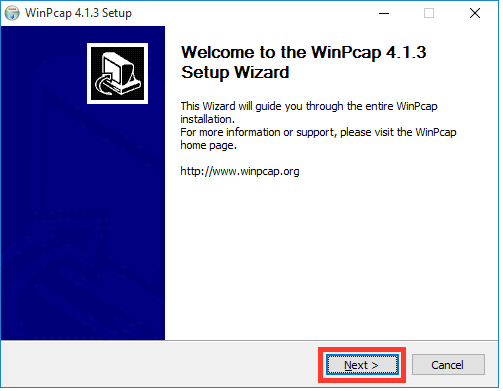 WinPcap 4.1.3 Setup
Welcome to the WinPcap 4.1.3
Setup Wizard
This Wizard will guide you through the entire WinPcap
installation.
For more information or support, please visit the WinPcap
home page.
http://www.winpcap.org
Next >
Cancel